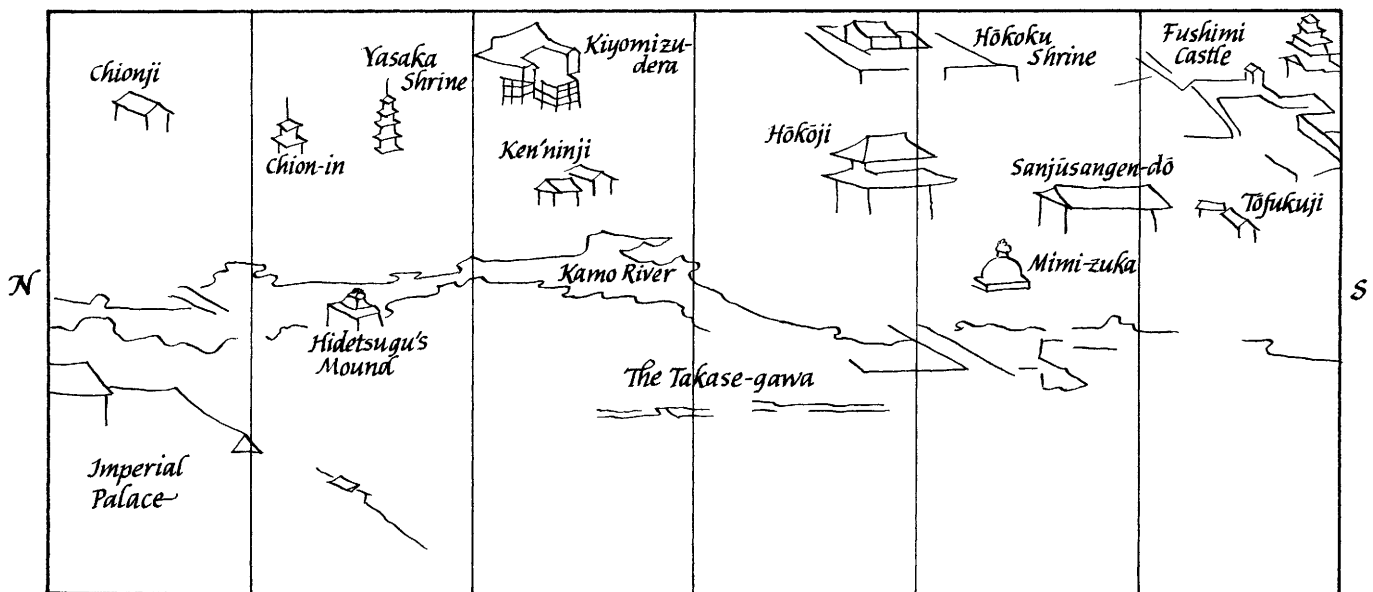 Chionji
Yasaka
Shrine
Chion-in
Kiyomizu-
dera
Ken'ninji
Hōkoku
Shrine
Fushimi
Castle
Hōkōji
Sanjūsangen-dō
Tōfukuji
Mimi-zuka
N
Kamo River
S
Hidetsugu's
Mound
The Takase-gawa
Imperial
Palace